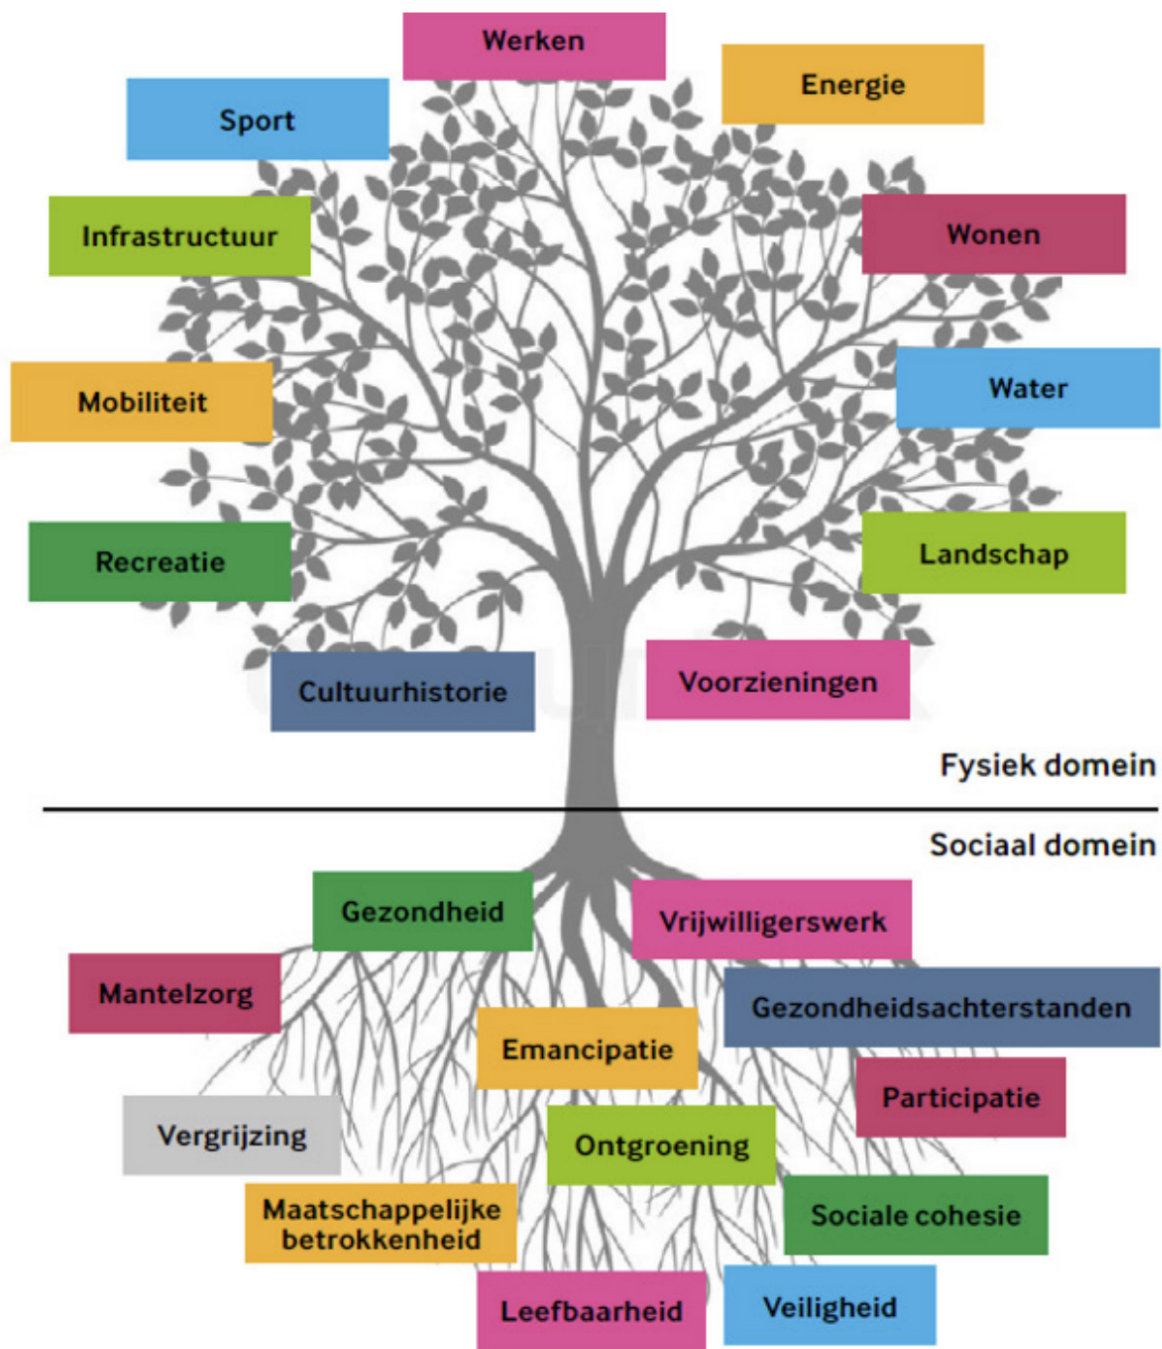 Werken
Energie
Sport
Infrastructuur
Wonen
Mobiliteit
Water
Recreatie
Landschap
Cultuurhistorie
Voorzieningen
Fysiek domein
Sociaal domein
Gezondheid
Vrijwilligerswerk
Mantelzorg
Gezondheidsachterstanden
Emancipatie
Participatie
Vergrijzing
Ontgroening
Maatschappelijke
betrokkenheid
Sociale cohesie
Leefbaarheid
Veiligheid